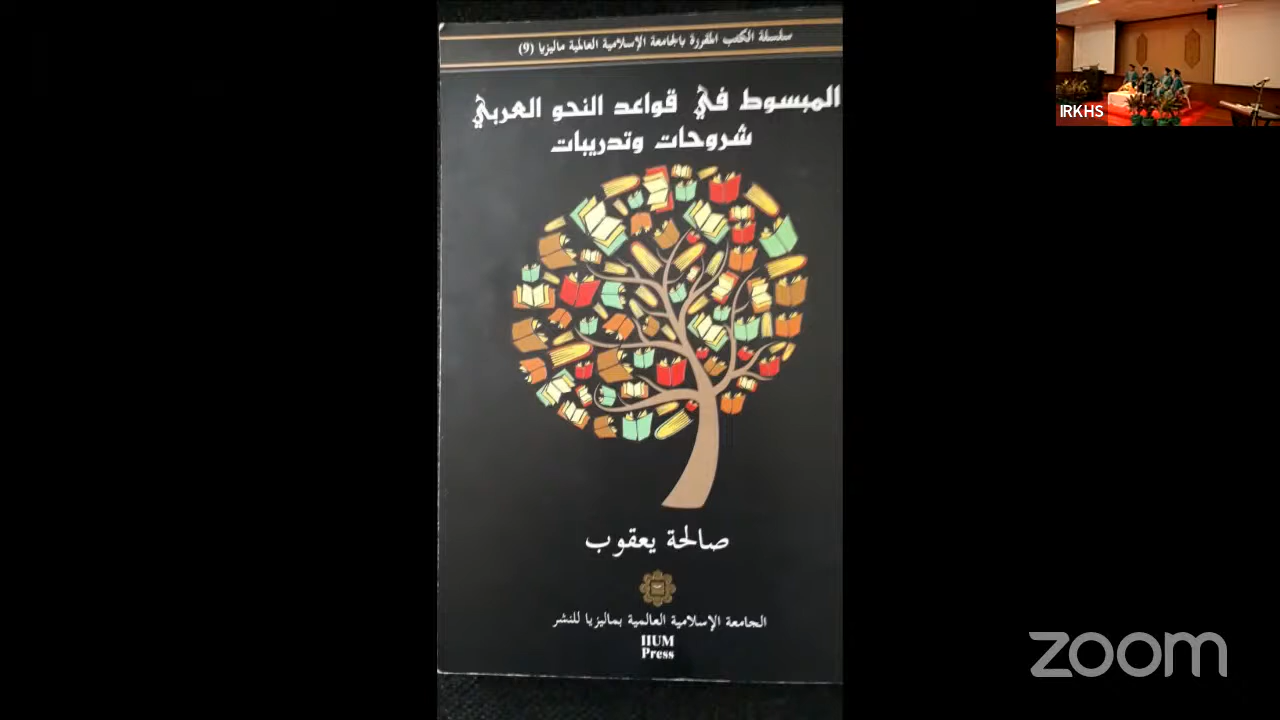 سلسلة الكتب المقررة بالجامعة الإسلامية العالمية ماليزيا (9)
المبسوط في قواعد النحو العربي
شروحات وتدريبات
صالحة يعقوب
الجامعة الإسلامية العالمية بماليزيا للنشر
IIUM
Press
IRKHS
zoom